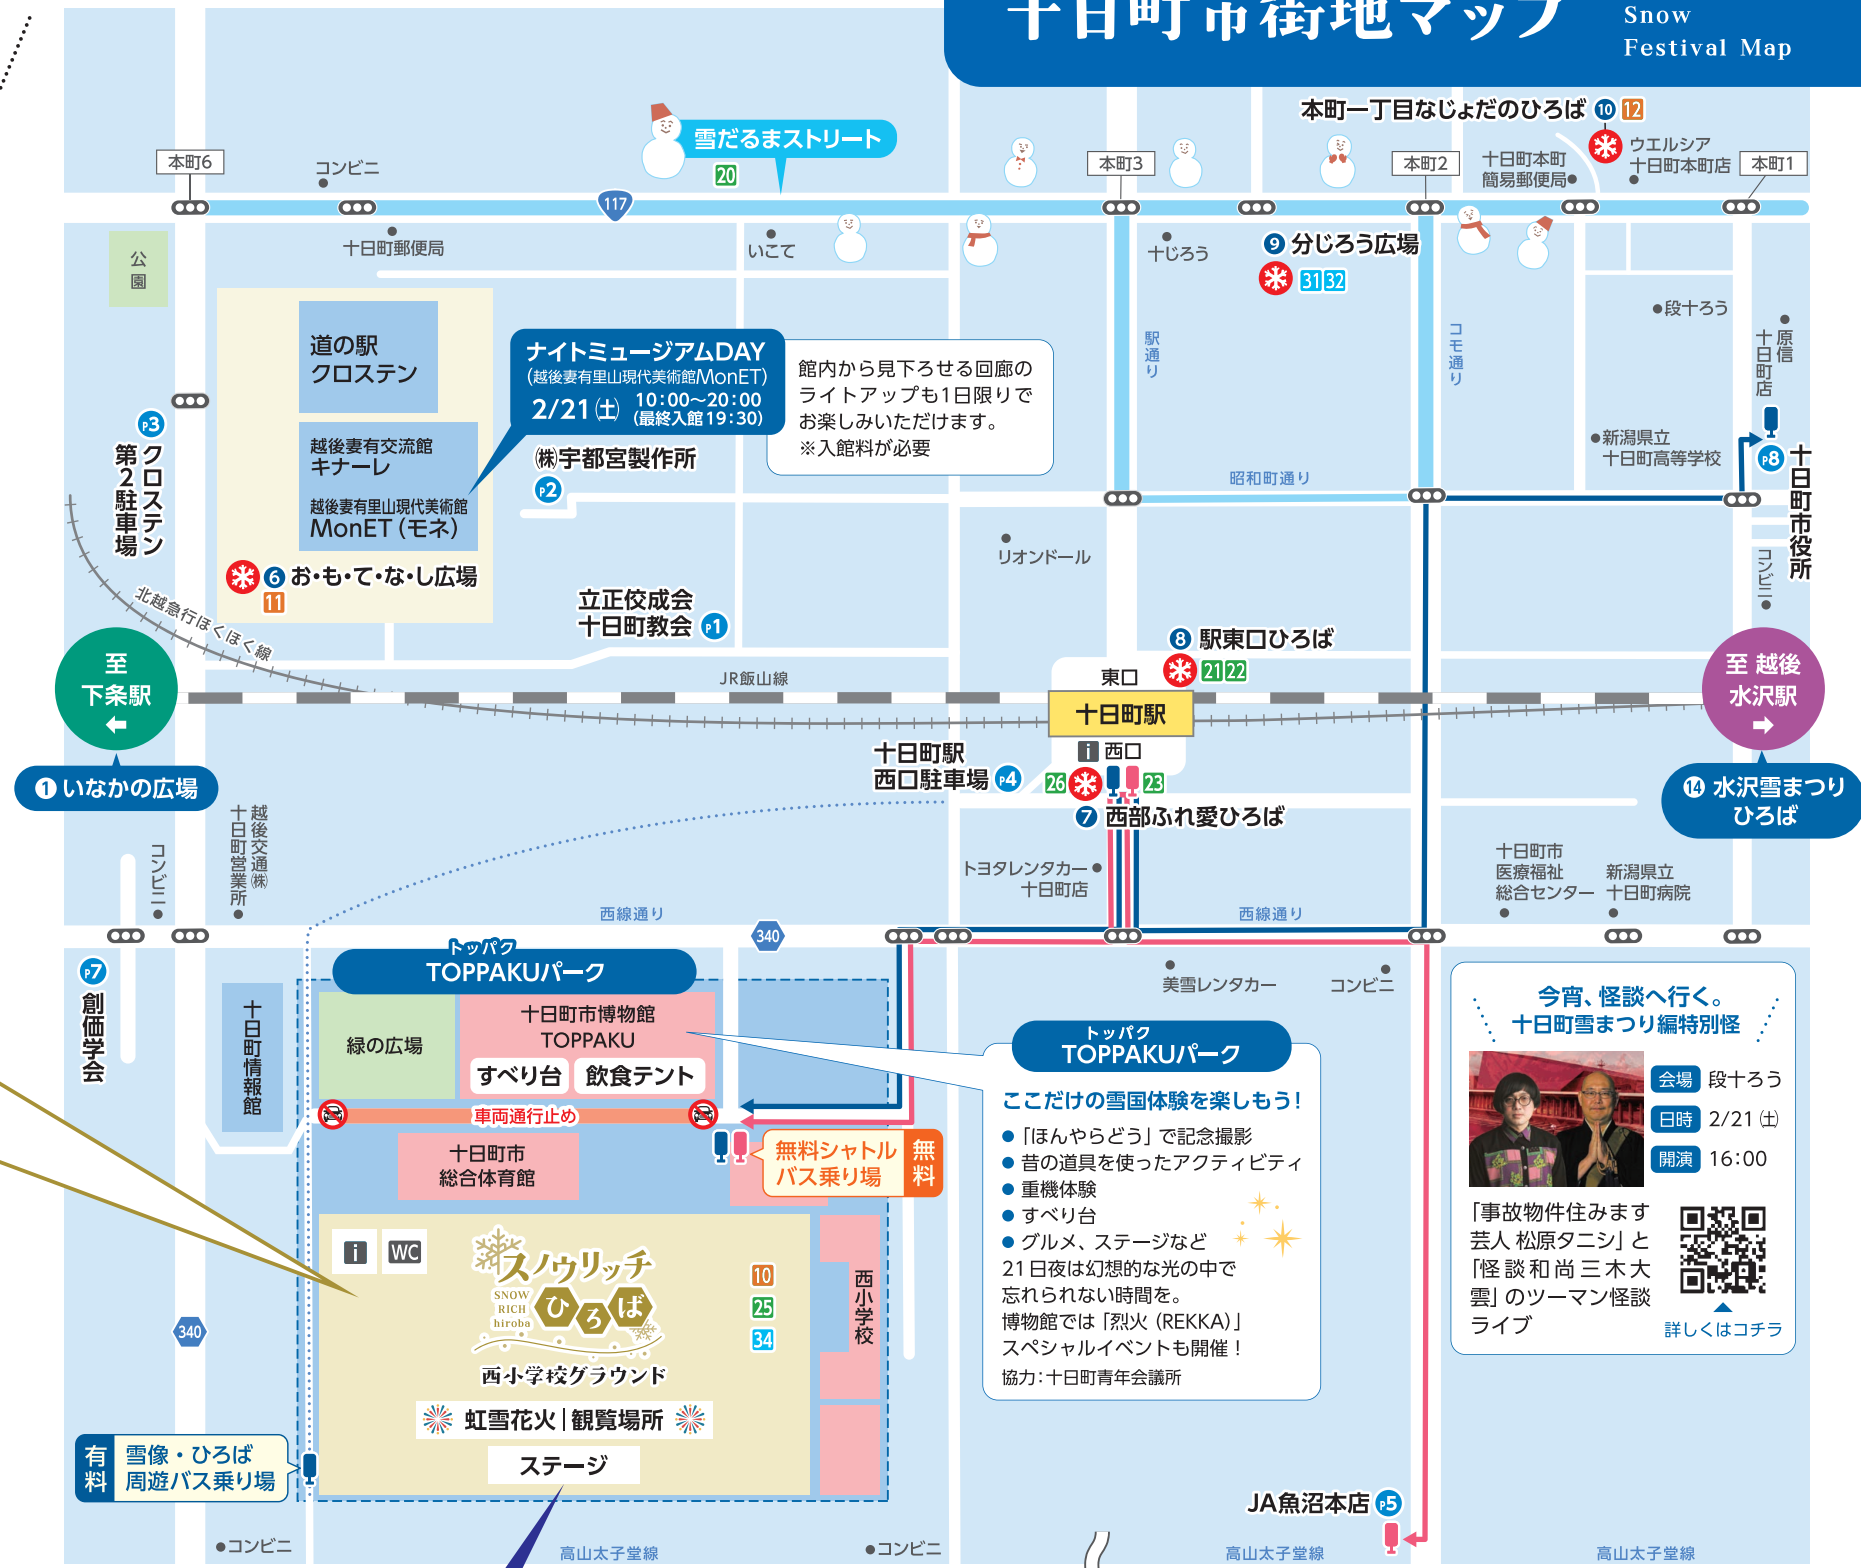 十日町市街地マップ
Snow
Festival Map
本町一丁目なじょだのひろば 10 12
ウエルシア
十日町本町店
十日町本町
簡易郵便局
本町6
コンビニ
雪だるまストリート
20
本町3
本町2
本町1
117
十日町郵便局
いこて
十じろう
9 分じろう広場
31 32
公園
段十ろう
原信
十日町店
駅通り
コモ通り
道の駅
クロステン
ナイトミュージアムDAY
(越後妻有里山現代美術館MonET)
2/21(土) 10:00〜20:00
(最終入館19:30)
館内から見下ろせる回廊の
ライトアップも1日限りで
お楽しみいただけます。
※入館料が必要
越後妻有交流館
キナーレ
越後妻有里山現代美術館
MonET(モネ)
P3
クロステン
第2駐車場
㈱宇都宮製作所
P2
昭和町通り
新潟県立
十日町高等学校
P8
十日町市役所
コンビニ
リオンドール
6 お・も・て・な・し広場
11
北越急行ほくほく線
立正佼成会
十日町教会 P1
8 駅東口ひろば
21 22
東口
JR飯山線
十日町駅
至
下条駅
至 越後
水沢駅
i 西口
十日町駅
西口駐車場 P4
26
23
7 西部ふれ愛ひろば
1 いなかの広場
14 水沢雪まつり
ひろば
越後交通㈱
十日町営業所
コンビニ
トヨタレンタカー
十日町店
十日町市
医療福祉
総合センター
新潟県立
十日町病院
西線通り
西線通り
340
P7
創価学会
トッパク
TOPPAKUパーク
十日町情報館
緑の広場
十日町市博物館
TOPPAKU
すべり台
飲食テント
車両通行止め
十日町市
総合体育館
無料シャトル
バス乗り場
無料
美雪レンタカー
コンビニ
トッパク
TOPPAKUパーク
ここだけの雪国体験を楽しもう!
●「ほんやらどう」で記念撮影
●昔の道具を使ったアクティビティ
●重機体験
●すべり台
●グルメ、ステージなど
21日夜は幻想的な光の中で
忘れられない時間を。
博物館では「烈火(REKKA)」
スペシャルイベントも開催!
協力:十日町青年会議所
今宵、怪談へ行く。
十日町雪まつり編特別怪
会場 段十ろう
日時 2/21(土)
開演 16:00
「事故物件住みます
芸人 松原タニシ」と
「怪談和尚三木大
雲」のツーマン怪談
ライブ
詳しくはコチラ
i
WC
スノウリッチ
SNOW
RICH
hiroba
ひろば
西小学校グラウンド
10
25
34
西小学校
虹雪花火|観覧場所
ステージ
340
有料
雪像・ひろば
周遊バス乗り場
コンビニ
高山太子堂線
コンビニ
JA魚沼本店 P5
高山太子堂線
高山太子堂線